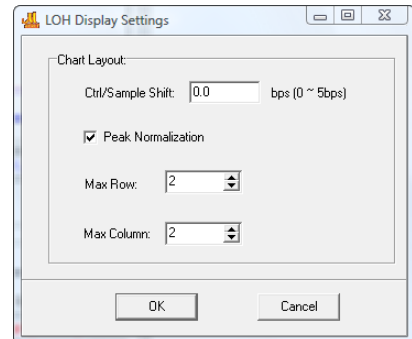 LOH Display Settings
Chart Layout:
Ctrl/Sample Shift: 0.0 bps (0 ~ 5bps)
Peak Normalization
Max Row: 2
Max Column: 2
OK Cancel